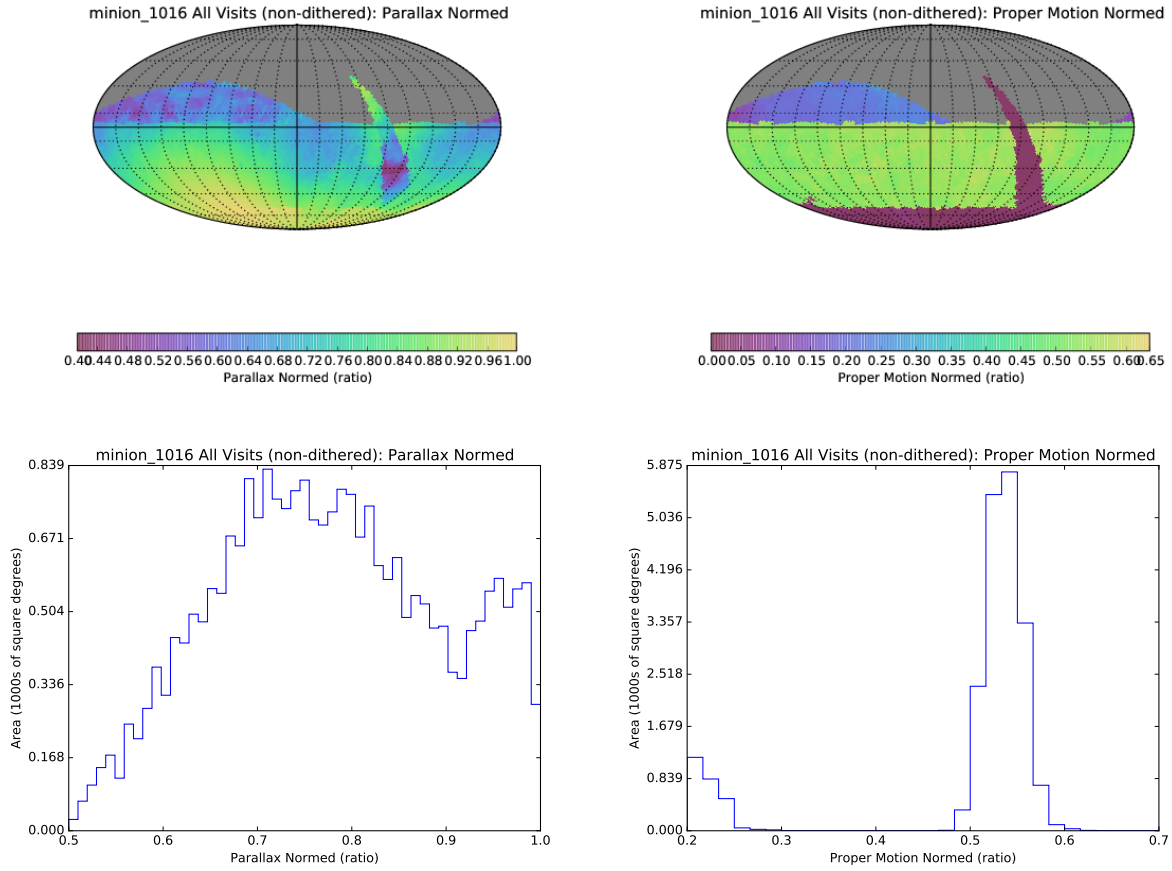 minion_1016 All Visits (non-dithered): Parallax Normed
0.40 0.44 0.48 0.52 0.56 0.60 0.64 0.68 0.72 0.76 0.80 0.84 0.88 0.92 0.96 1.00
Parallax Normed (ratio)
minion_1016 All Visits (non-dithered): Proper Motion Normed
0.00 0.05 0.10 0.15 0.20 0.25 0.30 0.35 0.40 0.45 0.50 0.55 0.60 0.65
Proper Motion Normed (ratio)
minion_1016 All Visits (non-dithered): Parallax Normed
Area (1000s of square degrees)
0.839
0.671
0.504
0.336
0.168
0.000
0.5 0.6 0.7 0.8 0.9 1.0
Parallax Normed (ratio)
minion_1016 All Visits (non-dithered): Proper Motion Normed
Area (1000s of square degrees)
5.875
5.036
4.196
3.357
2.518
1.679
0.839
0.000
0.2 0.3 0.4 0.5 0.6 0.7
Proper Motion Normed (ratio)